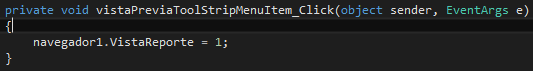 private void vistaPreviaToolStripMenuItem_Click(object sender, EventArgs e)
{
navegador1.VistaReporte = 1;
}